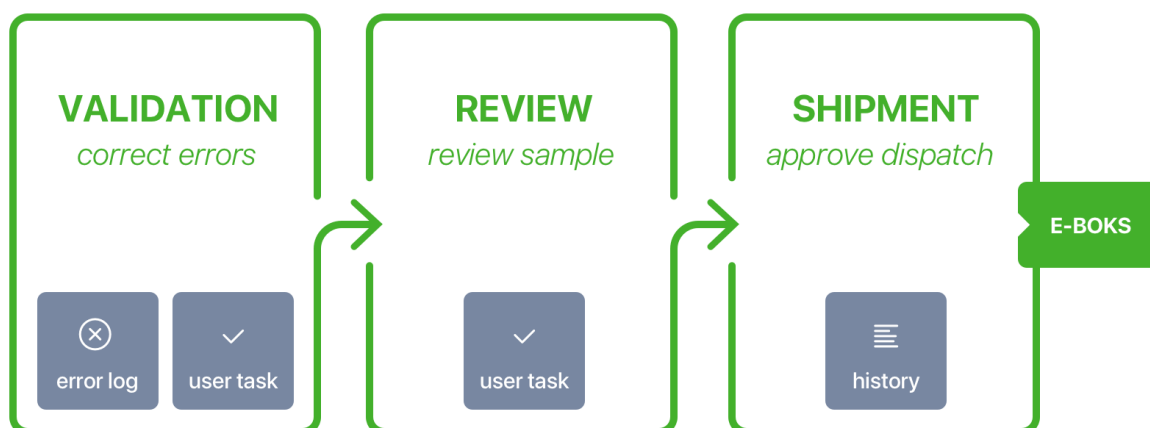 VALIDATION
correct errors
error log
user task
REVIEW
review sample
user task
SHIPMENT
approve dispatch
history
E-BOKS